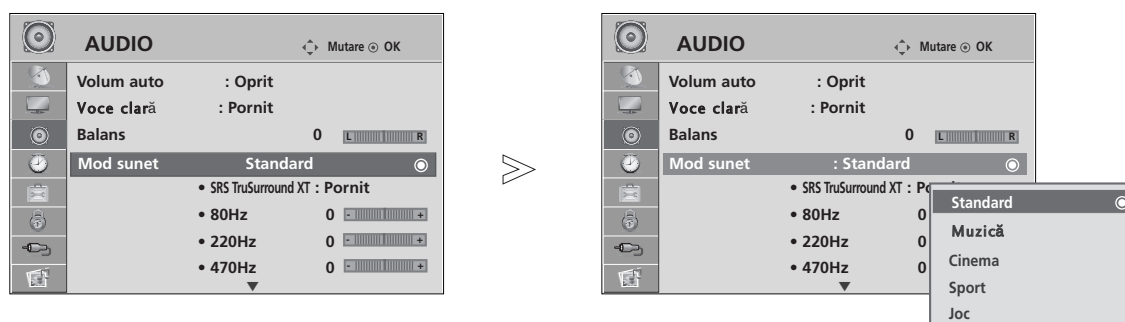 AUDIO Mutare OK
Volum auto : Oprit
Voce clară : Pornit
Balans 0 L R
Mod sunet Standard
• SRS TruSurround XT : Pornit
• 80Hz 0 - +
• 220Hz 0 - +
• 470Hz 0 - +
AUDIO Mutare OK
Volum auto : Oprit
Voce clară : Pornit
Balans 0 L R
Mod sunet : Standard
• SRS TruSurround XT :
• 80Hz 0
• 220Hz 0
• 470Hz 0
Standard
Muzică
Cinema
Sport
Joc